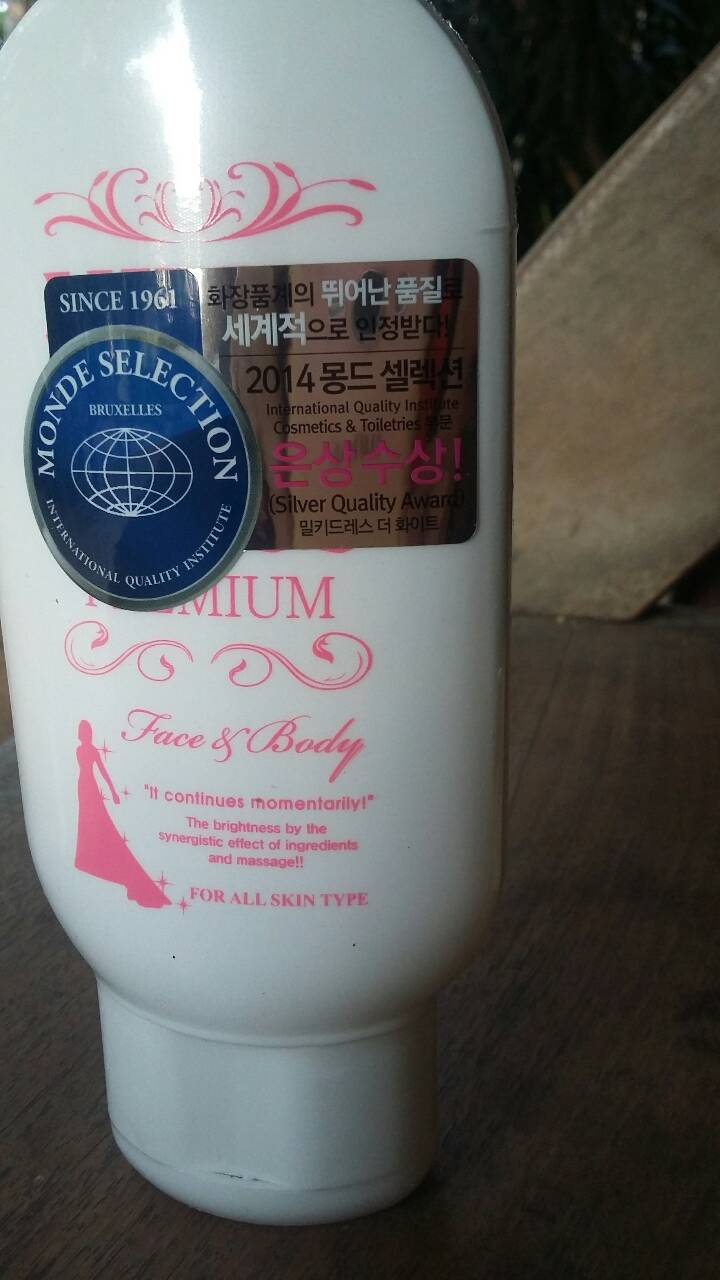 SINCE 1961
MONDE SELECTION
BRUXELLES
INTERNATIONAL QUALITY INSTITUTE
화장품계의 뛰어난 품질로
세계적으로 인정받다!
2014 몽드 셀렉션
International Quality Institute
Cosmetics & Toiletries 부문
은상수상!
(Silver Quality Award)
밀키드레스 더 화이트
Face & Body
"It continues momentarily!"
The brightness by the
synergistic effect of ingredients
and massage!!
FOR ALL SKIN TYPE